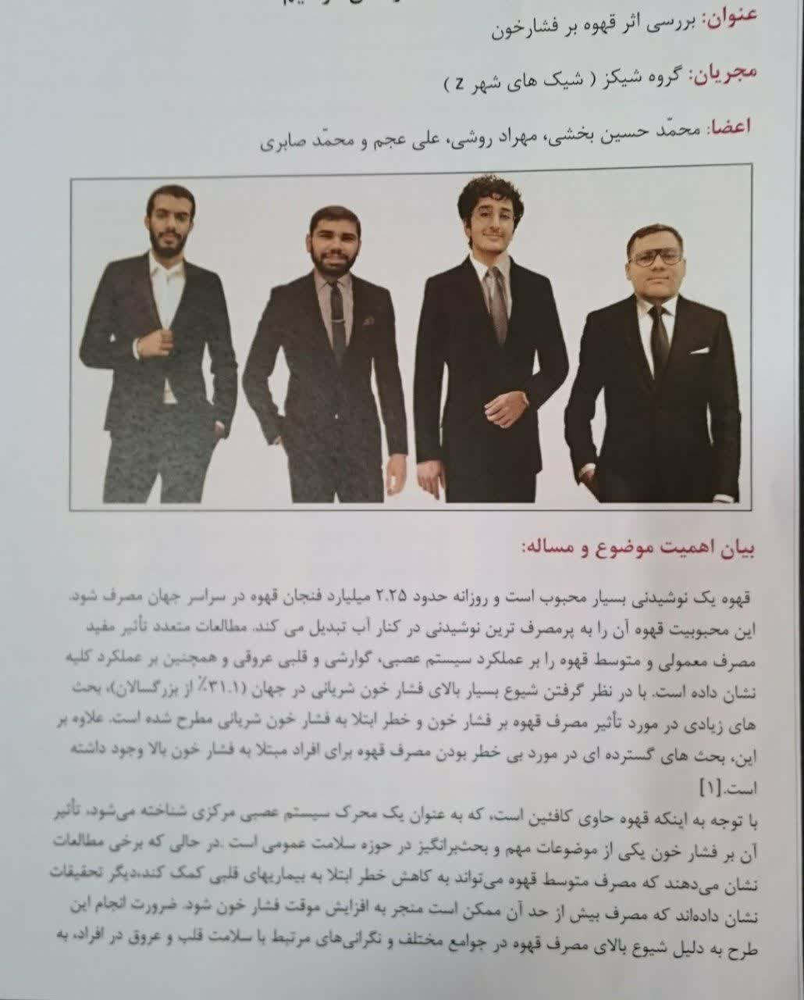 عنوان: بررسی اثر قهوه بر فشارخون
مجریان: گروه شیکز ( شیک های شهر Z )
اعضا: محمّد حسین بخشی، مهراد روشی، علی عجم و محمّد صابری
بیان اهمیت موضوع و مساله:
قهوه یک نوشیدنی بسیار محبوب است و روزانه حدود ۲.۲۵ میلیارد فنجان قهوه در سراسر جهان مصرف شود.
این محبوبیت قهوه آن را به پرمصرف ترین نوشیدنی در کنار آب تبدیل می کند. مطالعات متعدد تأثیر مفید
مصرف معمولی و متوسط قهوه را بر عملکرد سیستم عصبی، گوارشی و قلبی عروقی و همچنین بر عملکرد کلیه
نشان داده است. با در نظر گرفتن شیوع بسیار بالای فشار خون شریانی در جهان (۳۱.۱٪ از بزرگسالان)، بحث
های زیادی در مورد تأثیر مصرف قهوه بر فشار خون و خطر ابتلا به فشار خون شریانی مطرح شده است. علاوه بر
این، بحث های گسترده ای در مورد بی خطر بودن مصرف قهوه برای افراد مبتلا به فشار خون بالا وجود داشته
است.[۱]
با توجه به اینکه قهوه حاوی کافئین است، که به عنوان یک محرک سیستم عصبی مرکزی شناخته می‌شود، تأثیر
آن بر فشار خون یکی از موضوعات مهم و بحث‌برانگیز در حوزه سلامت عمومی است .در حالی که برخی مطالعات
نشان می‌دهند که مصرف متوسط قهوه می‌تواند به کاهش خطر ابتلا به بیماریهای قلبی کمک کند،دیگر تحقیقات
نشان داده‌اند که مصرف بیش از حد آن ممکن است منجر به افزایش موقت فشار خون شود. ضرورت انجام این
طرح به دلیل شیوع بالای مصرف قهوه در جوامع مختلف و نگرانی‌های مرتبط با سلامت قلب و عروق در افراد، به